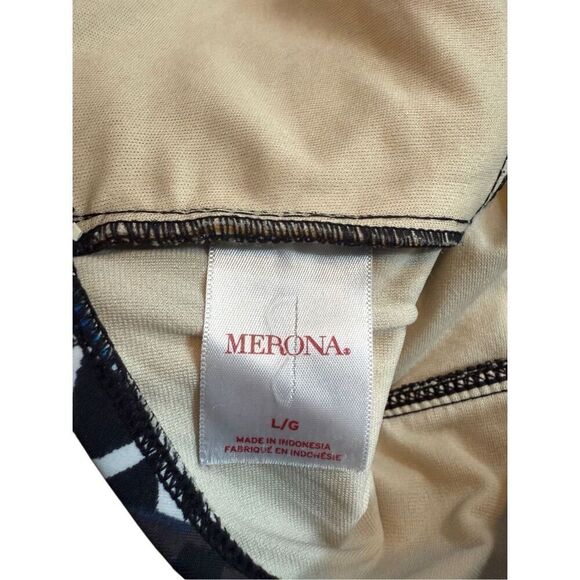 MERONA®
L/G
MADE IN INDONESIA
FABRIQUÉ EN INDONÉSIE